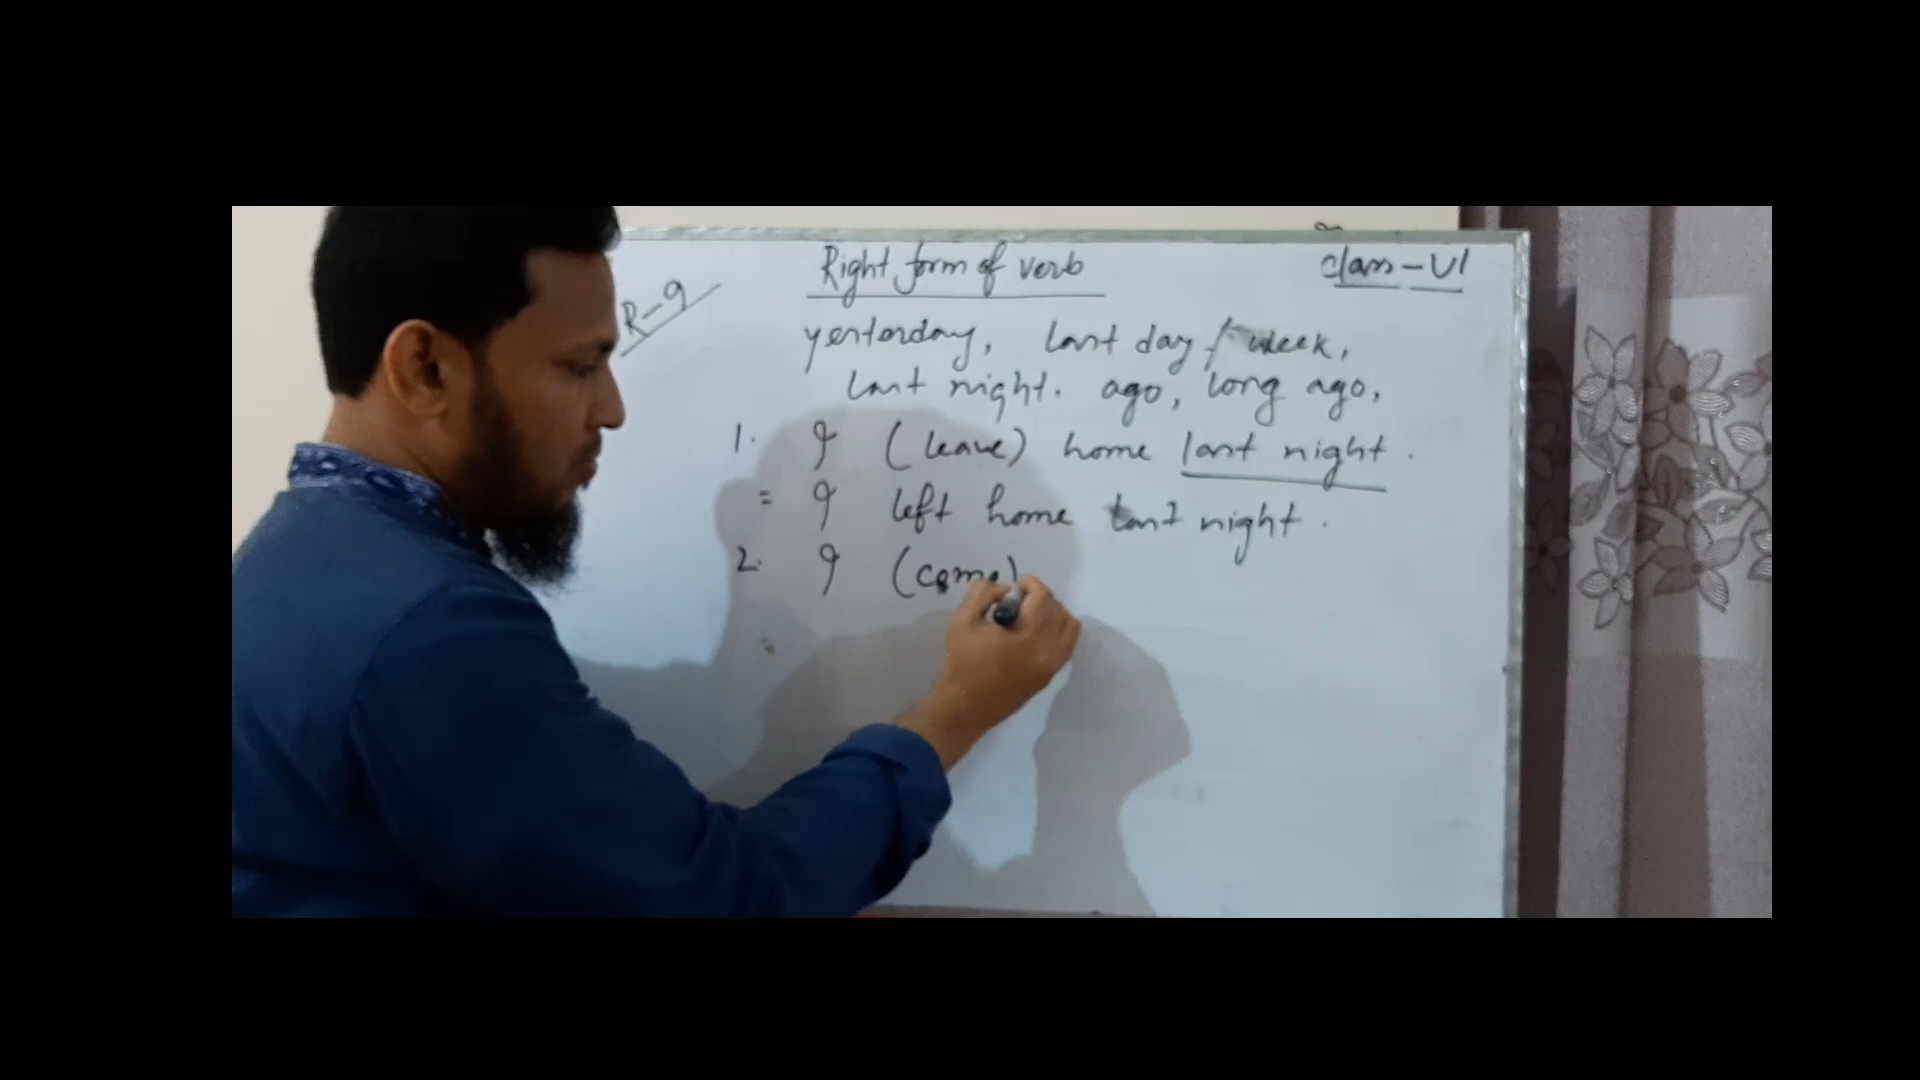 Right form of verb
Class - VI
R-9
yesterday, last day / week,
last night. ago, long ago,
1. I (leave) home last night.
= I left home last night.
2. I (come)